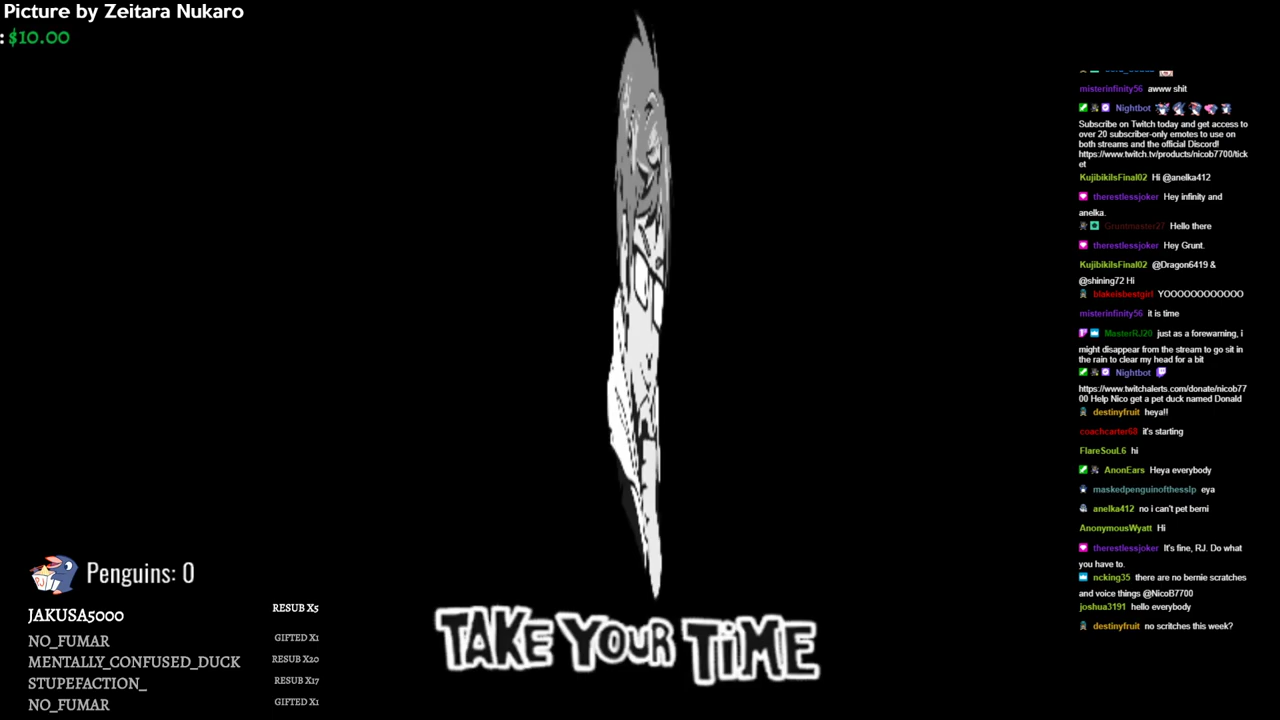 Picture by Zeitara Nukaro
: $10.00
misterinfinity56 awww shit
Nightbot
Subscribe on Twitch today and get access to
over 20 subscriber-only emotes to use on
both streams and the official Discord!
https://www.twitch.tv/products/nicob7700/tick
et
KujibikiIsFinal02 Hi @anelka412
therestlessjoker Hey infinity and
anelka.
Gruntmaster27 Hello there
therestlessjoker Hey Grunt.
KujibikiIsFinal02 @Dragon6419 &
@shining72 Hi
blakeisbestgirl YOOOOOOOOOOOO
misterinfinity56 it is time
MasterRJ20 just as a forewarning, i
might disappear from the stream to go sit in
the rain to clear my head for a bit
Nightbot
https://www.twitchalerts.com/donate/nicob77
00 Help Nico get a pet duck named Donald
destinyfruit heya!!
coachcarter68 it's starting
FlareSouL6 hi
AnonEars Heya everybody
maskedpenguinofthesslp eya
anelka412 no i can't pet berni
AnonymousWyatt Hi
therestlessjoker It's fine, RJ. Do what
you have to.
ncking35 there are no bernie scratches
and voice things @NicoB7700
joshua3191 hello everybody
destinyfruit no scritches this week?
Penguins: 0
JAKUSA5000 RESUB X5
NO_FUMAR GIFTED X1
MENTALLY_CONFUSED_DUCK RESUB X20
STUPEFACTION_ RESUB X17
NO_FUMAR GIFTED X1
TAKE YOUR TiME